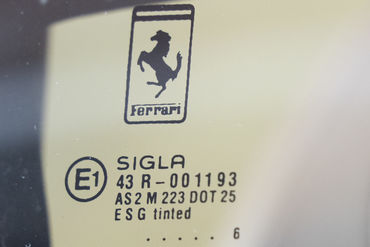 Ferrari
E1
SIGLA
43 R-001193
AS2 M 223 DOT 25
ESG tinted
..... 6